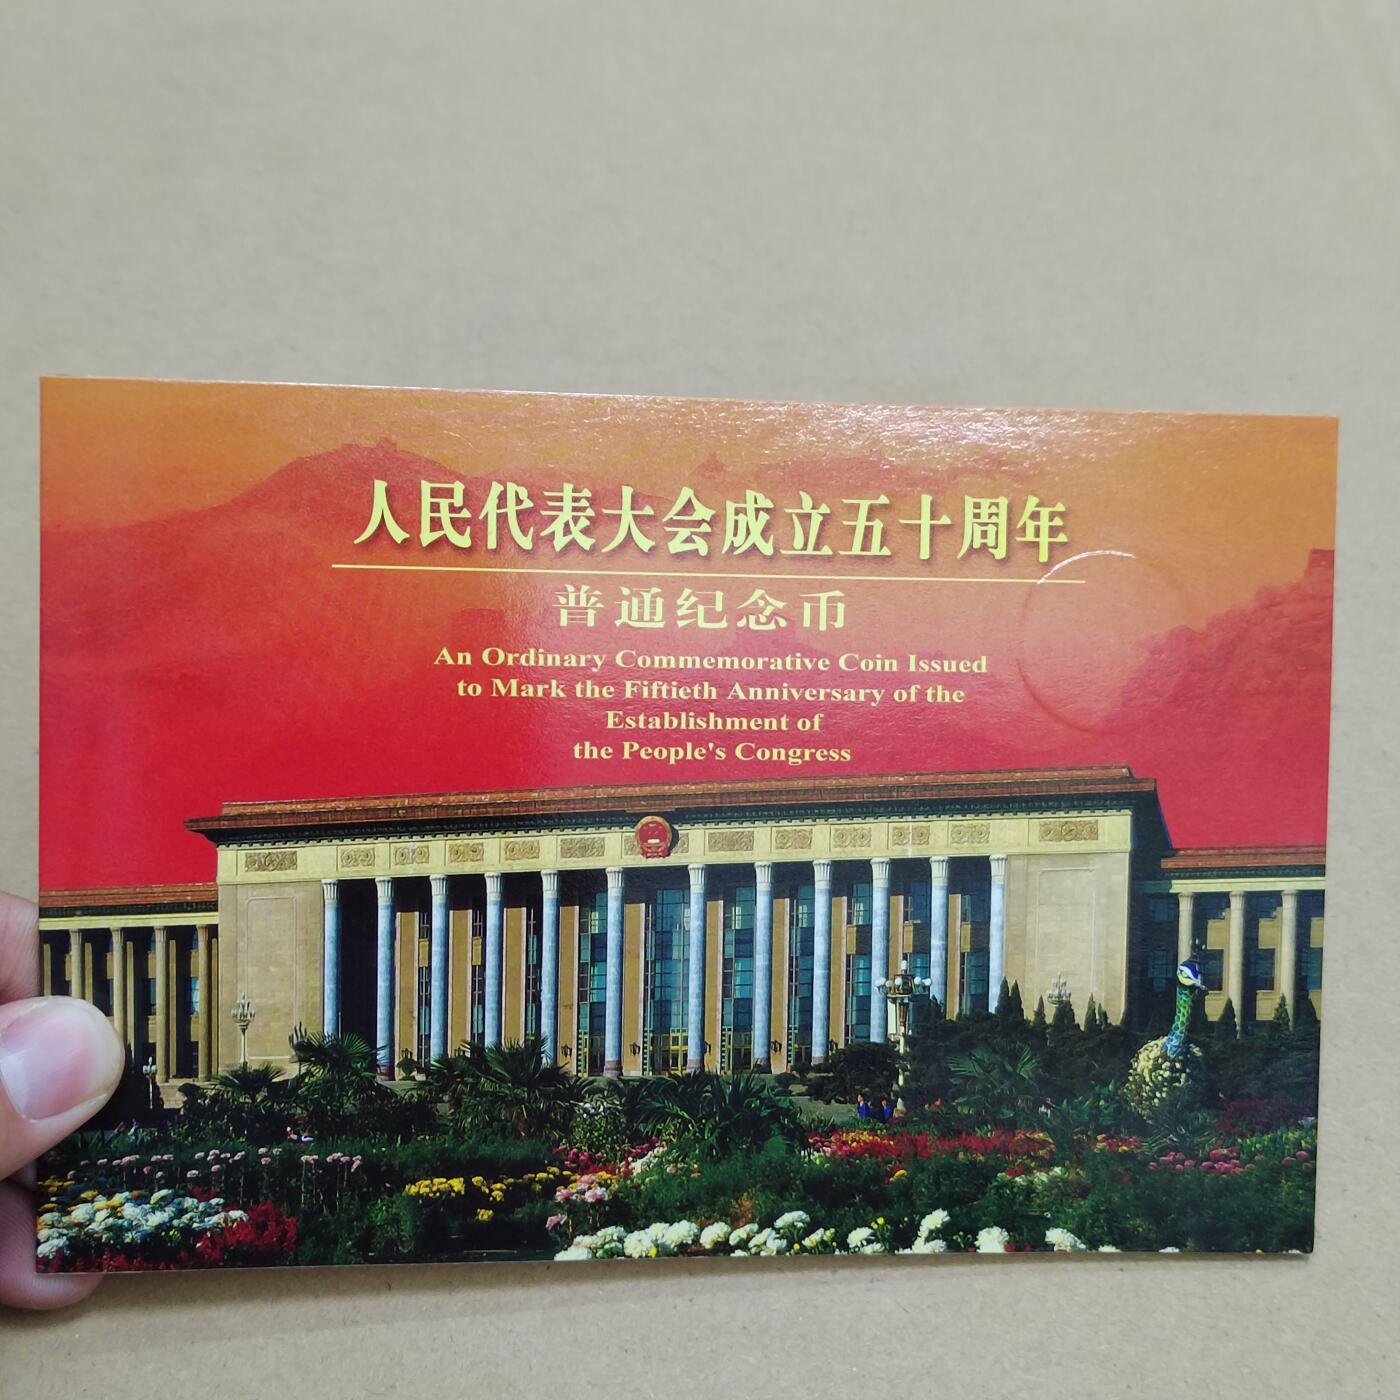 人民代表大会成立五十周年
普通纪念币
An Ordinary Commemorative Coin Issued
to Mark the Fiftieth Anniversary of the
Establishment of
the People's Congress